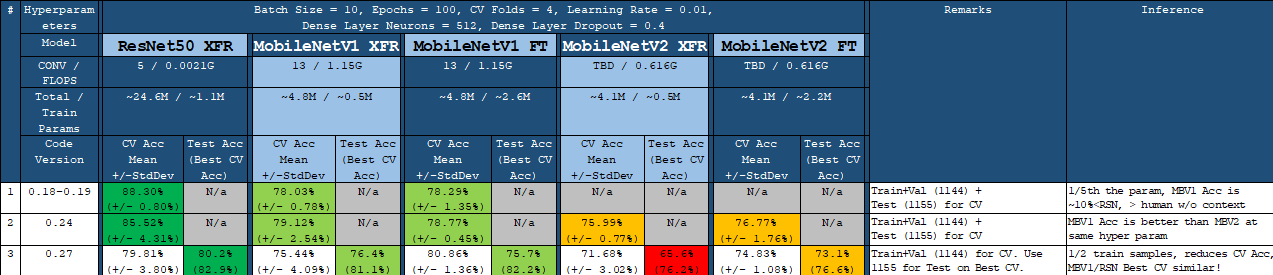 # Hyperparam eters Batch Size = 10, Epochs = 100, CV Folds = 4, Learning Rate = 0.01, Remarks Inference
Dense Layer Neurons = 512, Dense Layer Dropout = 0.4
Model ResNet50 XFR MobileNetV1 XFR MobileNetV1 FT MobileNetV2 XFR MobileNetV2 FT
CONV / 5 / 0.0021G 13 / 1.15G 13 / 1.15G TBD / 0.616G TBD / 0.616G
FLOPS
Total / ~24.6M / ~1.1M ~4.8M / ~0.5M ~4.8M / ~2.6M ~4.1M / ~0.5M ~4.1M / ~2.2M
Train
Params
Code CV Acc Test Acc CV Acc Test Acc CV Acc Test Acc CV Acc Test Acc CV Acc Test Acc
Version Mean (Best CV Mean (Best CV Mean (Best CV Mean (Best CV Mean (Best CV
+/-StdDev Acc) +/-StdDev Acc) +/-StdDev Acc) +/-StdDev Acc) +/-StdDev Acc)
1 0.18-0.19 88.30% N/a 78.03% N/a 78.29% N/a Train+Val (1144) + 1/5th the param, MBV1 Acc is
(+/- 0.80%) (+/- 0.78%) (+/- 1.35%) Test (1155) for CV ~10%<RSN, > human w/o context
2 0.24 85.52% N/a 79.12% N/a 78.77% N/a 75.99% N/a 76.77% N/a Train+Val (1144) + MBV1 Acc is better than MBV2 at
(+/- 4.31%) (+/- 2.54%) (+/- 0.45%) (+/- 0.77%) (+/- 1.76%) Test (1155) for CV same hyper param
3 0.27 79.81% 80.2% 75.44% 76.4% 80.86% 75.7% 71.68% 65.6% 74.83% 73.1% Train+Val (1144) for CV. Use 1/2 train samples, reduces CV Acc,
(+/- 3.80%) (82.9%) (+/- 4.09%) (81.1%) (+/- 1.36%) (82.2%) (+/- 3.02%) (76.2%) (+/- 1.08%) (76.6%) 1155 for Test on Best CV. MBV1/RSN Best CV similar!